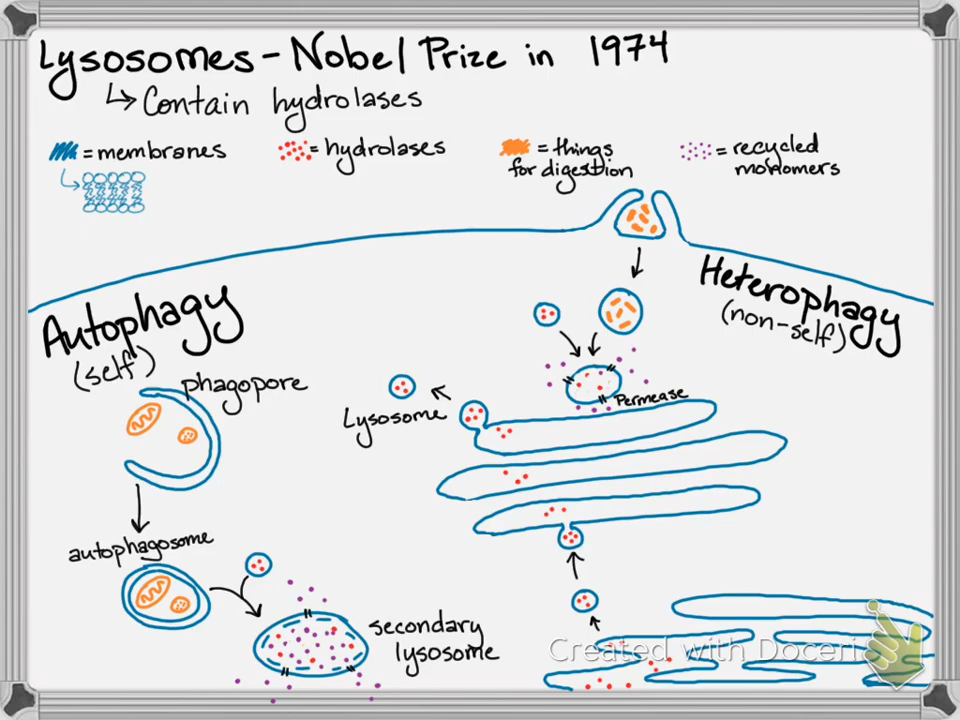 Lysosomes - Nobel Prize in 1974
↳ Contain hydrolases
= membranes
= hydrolases
= things
for digestion
= recycled
monomers
Autophagy
(self)
Heterophagy
(non-self)
phagopore
Lysosome
Permease
autophagosome
secondary
lysosome
Created with Doceri